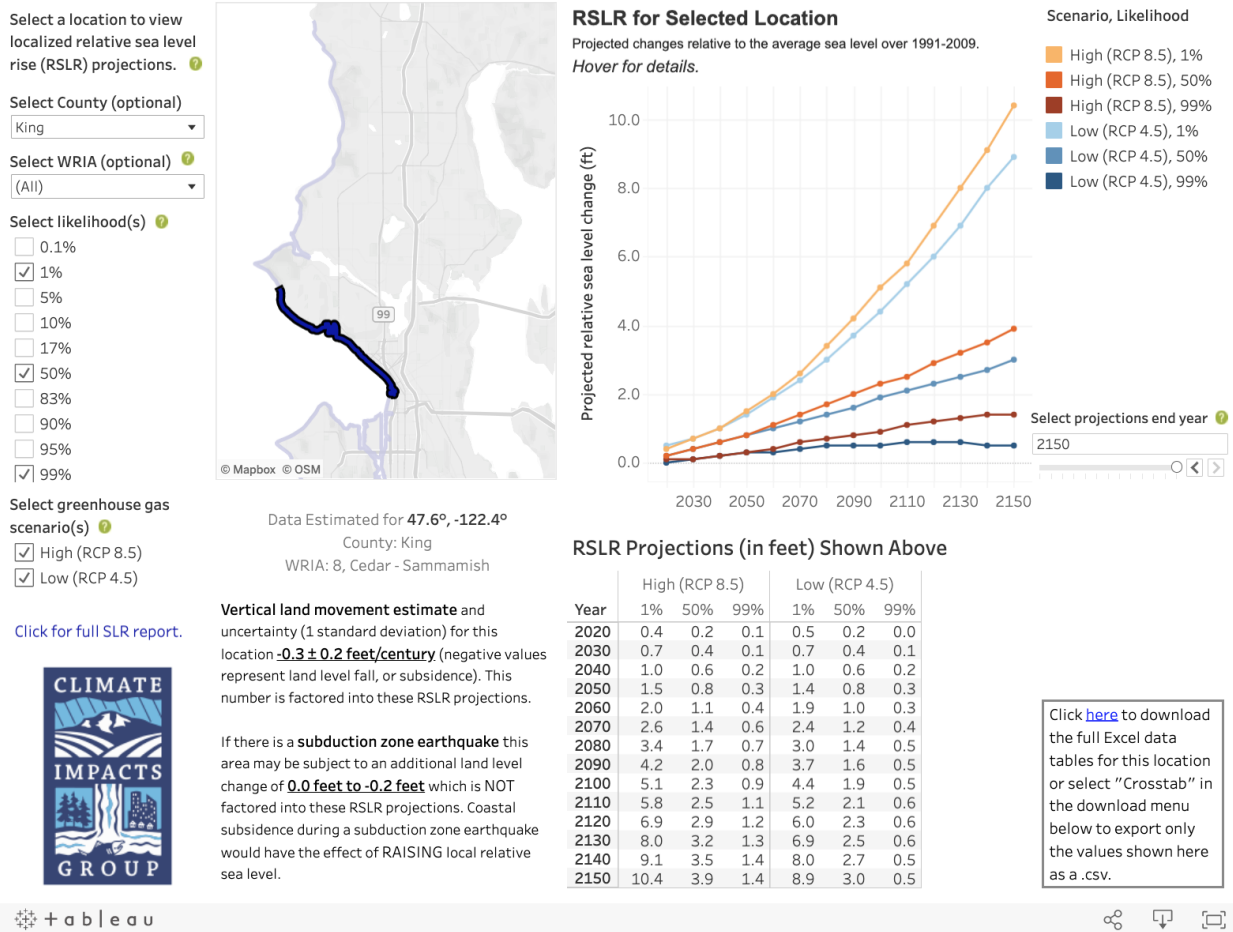 Select a location to view
localized relative sea level
rise (RSLR) projections. ?
Select County (optional)
King
Select WRIA (optional) ?
(All)
Select likelihood(s) ?
0.1%
1%
5%
10%
17%
50%
83%
90%
95%
99%
Select greenhouse gas
scenario(s) ?
High (RCP 8.5)
Low (RCP 4.5)
Click for full SLR report.
CLIMATE
IMPACTS
GROUP
99
© Mapbox © OSM
Data Estimated for 47.6º, -122.4º
County: King
WRIA: 8, Cedar - Sammamish
Vertical land movement estimate and
uncertainty (1 standard deviation) for this
location -0.3 ± 0.2 feet/century (negative values
represent land level fall, or subsidence). This
number is factored into these RSLR projections.
If there is a subduction zone earthquake this
area may be subject to an additional land level
change of 0.0 feet to -0.2 feet which is NOT
factored into these RSLR projections. Coastal
subsidence during a subduction zone earthquake
would have the effect of RAISING local relative
sea level.
RSLR for Selected Location
Projected changes relative to the average sea level over 1991-2009.
Hover for details.
Projected relative sea level change (ft)
10.0
8.0
6.0
4.0
2.0
0.0
2030 2050 2070 2090 2110 2130 2150
Scenario, Likelihood
High (RCP 8.5), 1%
High (RCP 8.5), 50%
High (RCP 8.5), 99%
Low (RCP 4.5), 1%
Low (RCP 4.5), 50%
Low (RCP 4.5), 99%
Select projections end year ?
2150
RSLR Projections (in feet) Shown Above
High (RCP 8.5) Low (RCP 4.5)
Year 1% 50% 99% 1% 50% 99%
2020 0.4 0.2 0.1 0.5 0.2 0.0
2030 0.7 0.4 0.1 0.7 0.4 0.1
2040 1.0 0.6 0.2 1.0 0.6 0.2
2050 1.5 0.8 0.3 1.4 0.8 0.3
2060 2.0 1.1 0.4 1.9 1.0 0.3
2070 2.6 1.4 0.6 2.4 1.2 0.4
2080 3.4 1.7 0.7 3.0 1.4 0.5
2090 4.2 2.0 0.8 3.7 1.6 0.5
2100 5.1 2.3 0.9 4.4 1.9 0.5
2110 5.8 2.5 1.1 5.2 2.1 0.6
2120 6.9 2.9 1.2 6.0 2.3 0.6
2130 8.0 3.2 1.3 6.9 2.5 0.6
2140 9.1 3.5 1.4 8.0 2.7 0.5
2150 10.4 3.9 1.4 8.9 3.0 0.5
Click here to download
the full Excel data
tables for this location
or select "Crosstab" in
the download menu
below to export only
the values shown here
as a .csv.
+ a b l e a u